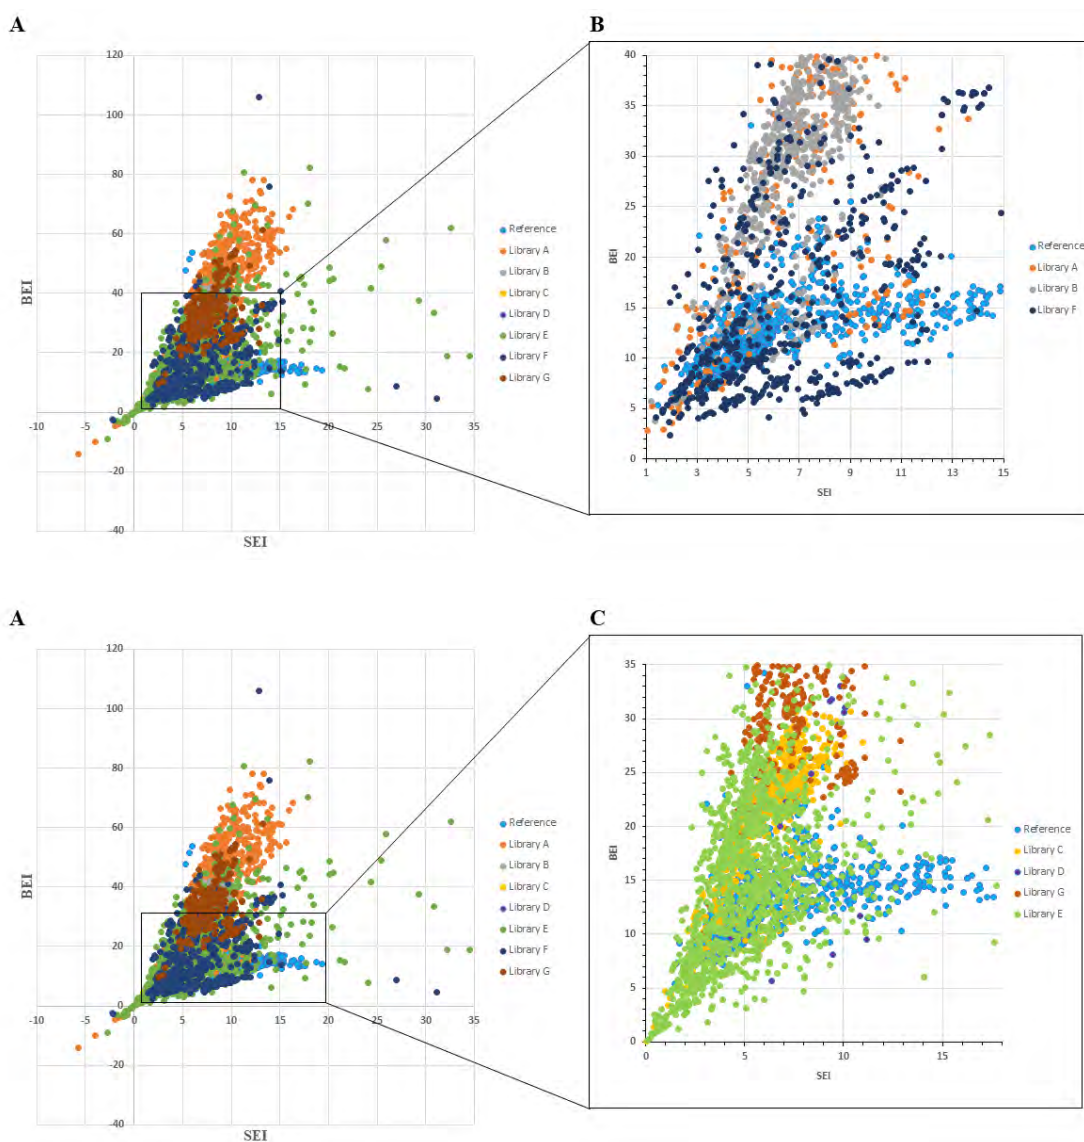 A
120
100
80
60
40
20
0
-20
-40
-10 -5 0 5 10 15 20 25 30 35
BEI
SEI
Reference
Library A
Library B
Library C
Library D
Library E
Library F
Library G
B
40
35
30
25
20
15
10
5
0
1 3 5 7 9 11 13 15
BEI
SEI
Reference
Library A
Library B
Library F
A
120
100
80
60
40
20
0
-20
-40
-10 -5 0 5 10 15 20 25 30 35
BEI
SEI
Reference
Library A
Library B
Library C
Library D
Library E
Library F
Library G
C
35
30
25
20
15
10
5
0
0 5 10 15
BEI
SEI
Reference
Library C
Library D
Library G
Library E